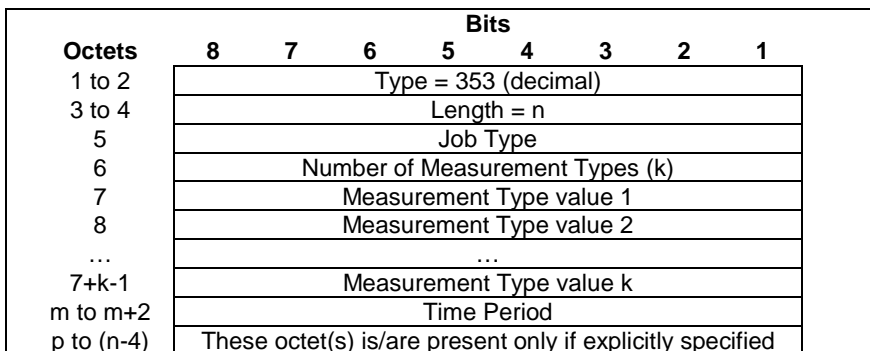 Bits
Octets 8 7 6 5 4 3 2 1
1 to 2 Type = 353 (decimal)
3 to 4 Length = n
5 Job Type
6 Number of Measurement Types (k)
7 Measurement Type value 1
8 Measurement Type value 2
… …
7+k-1 Measurement Type value k
m to m+2 Time Period
p to (n-4) These octet(s) is/are present only if explicitly specified